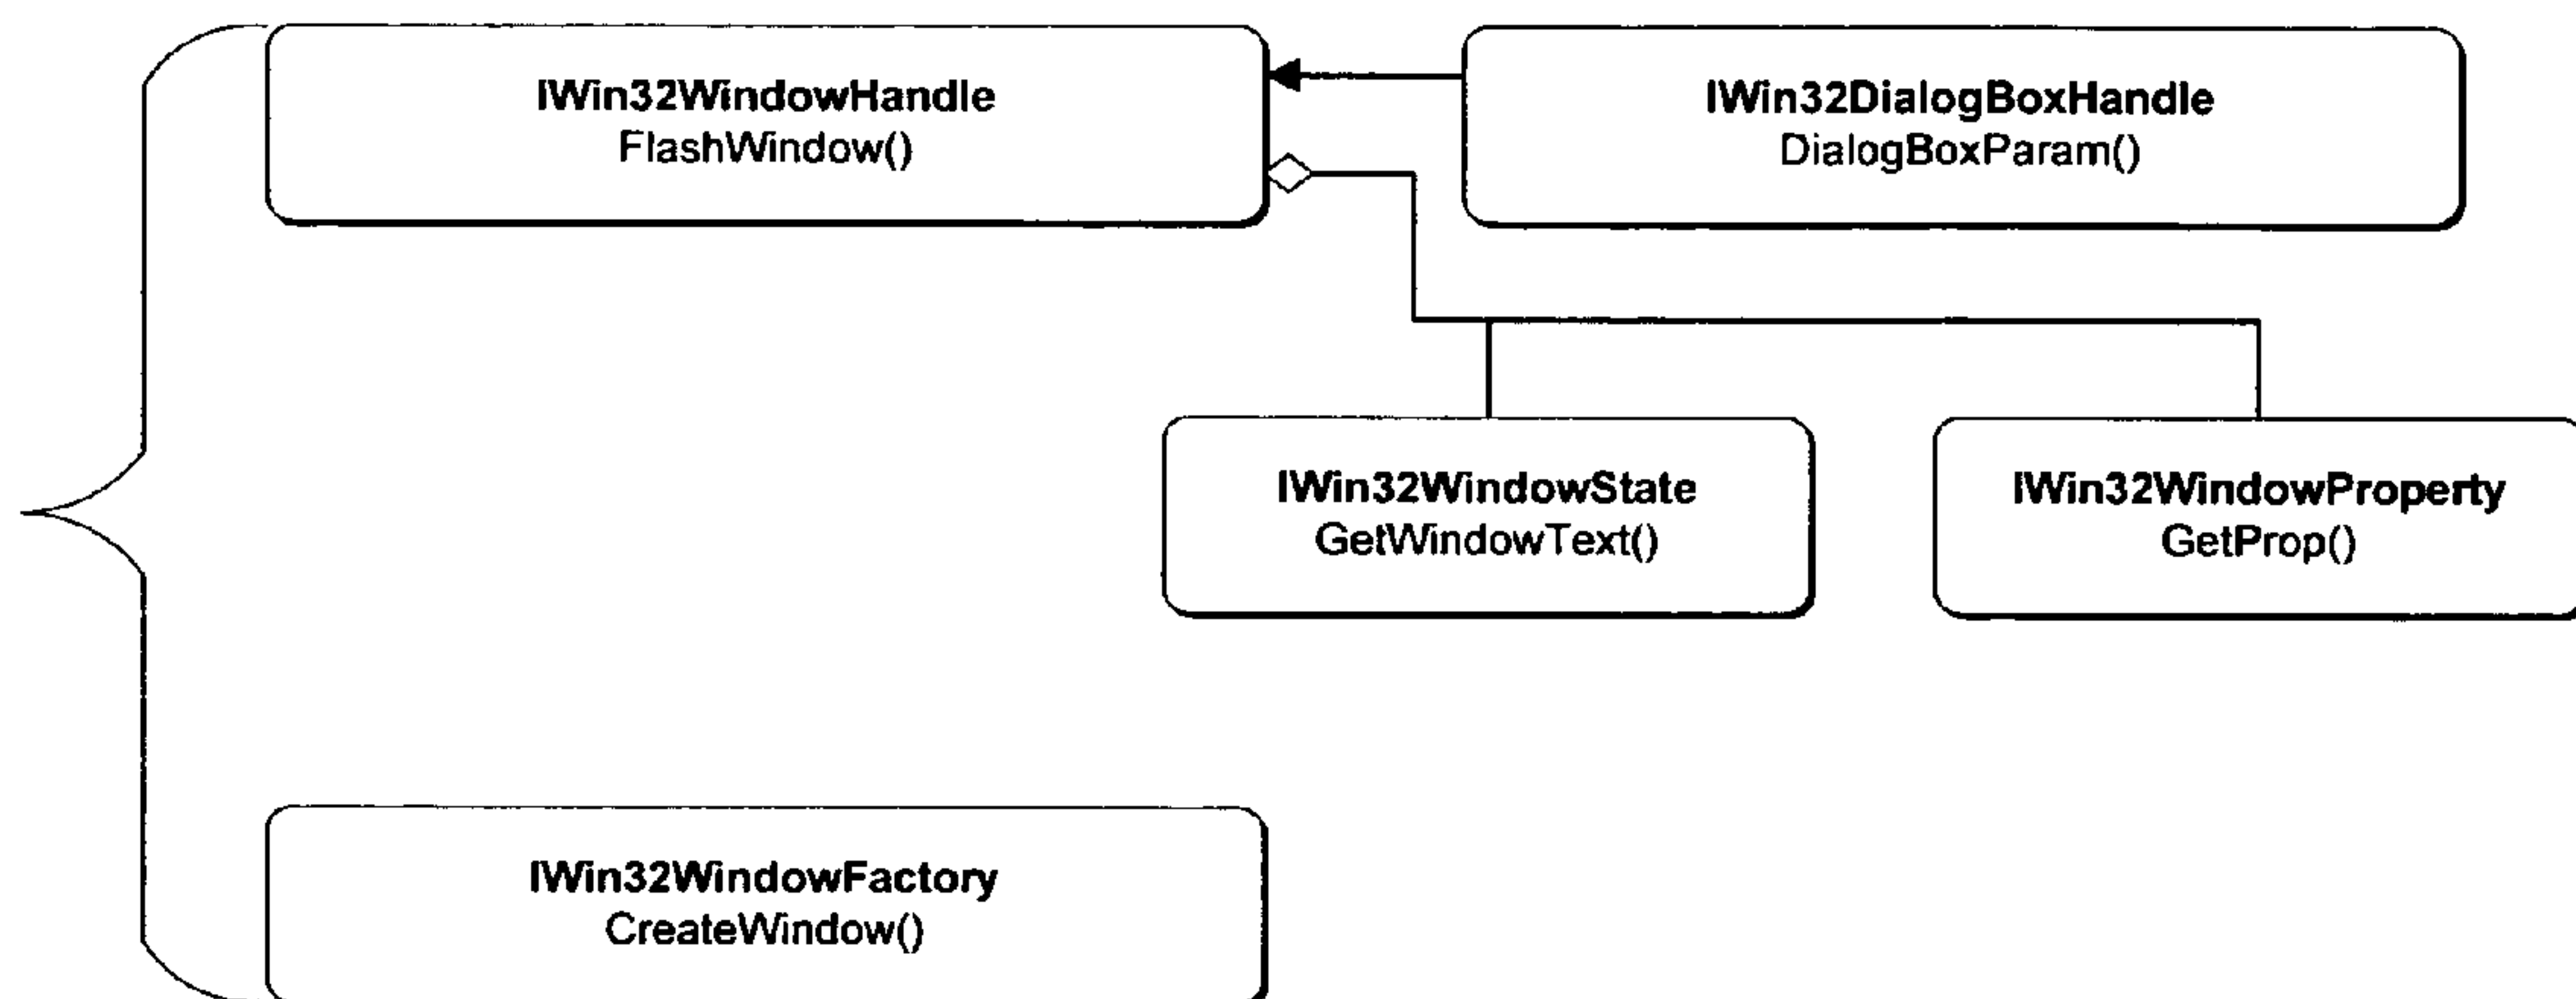 IWin32WindowHandle
FlashWindow()
IWin32DialogBoxHandle
DialogBoxParam()
IWin32WindowState
GetWindowText()
IWin32WindowProperty
GetProp()
IWin32WindowFactory
CreateWindow()